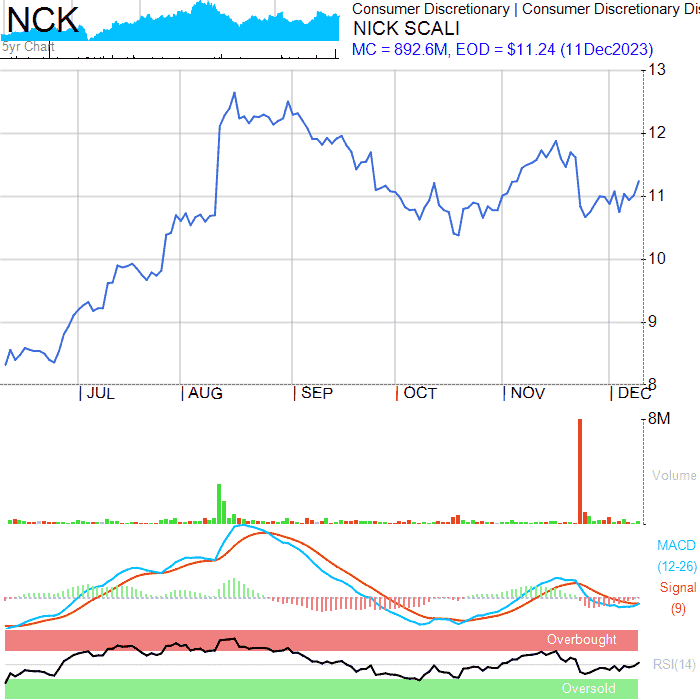 NCK
5yr Chart
Consumer Discretionary | Consumer Discretionary Dis
NICK SCALI
MC = 892.6M, EOD = $11.24 (11Dec2023)
13
12
11
10
9
8
JUL
AUG
SEP
OCT
NOV
DEC
8M
Volume
MACD
(12-26)
Signal
(9)
Overbought
RSI(14)
Oversold